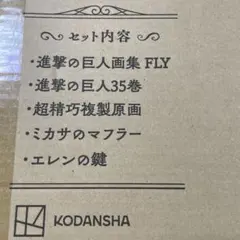 セット内容
・進撃の巨人画集 FLY
・進撃の巨人35巻
・超精巧複製原画
・ミカサのマフラー
・エレンの鍵
KODANSHA